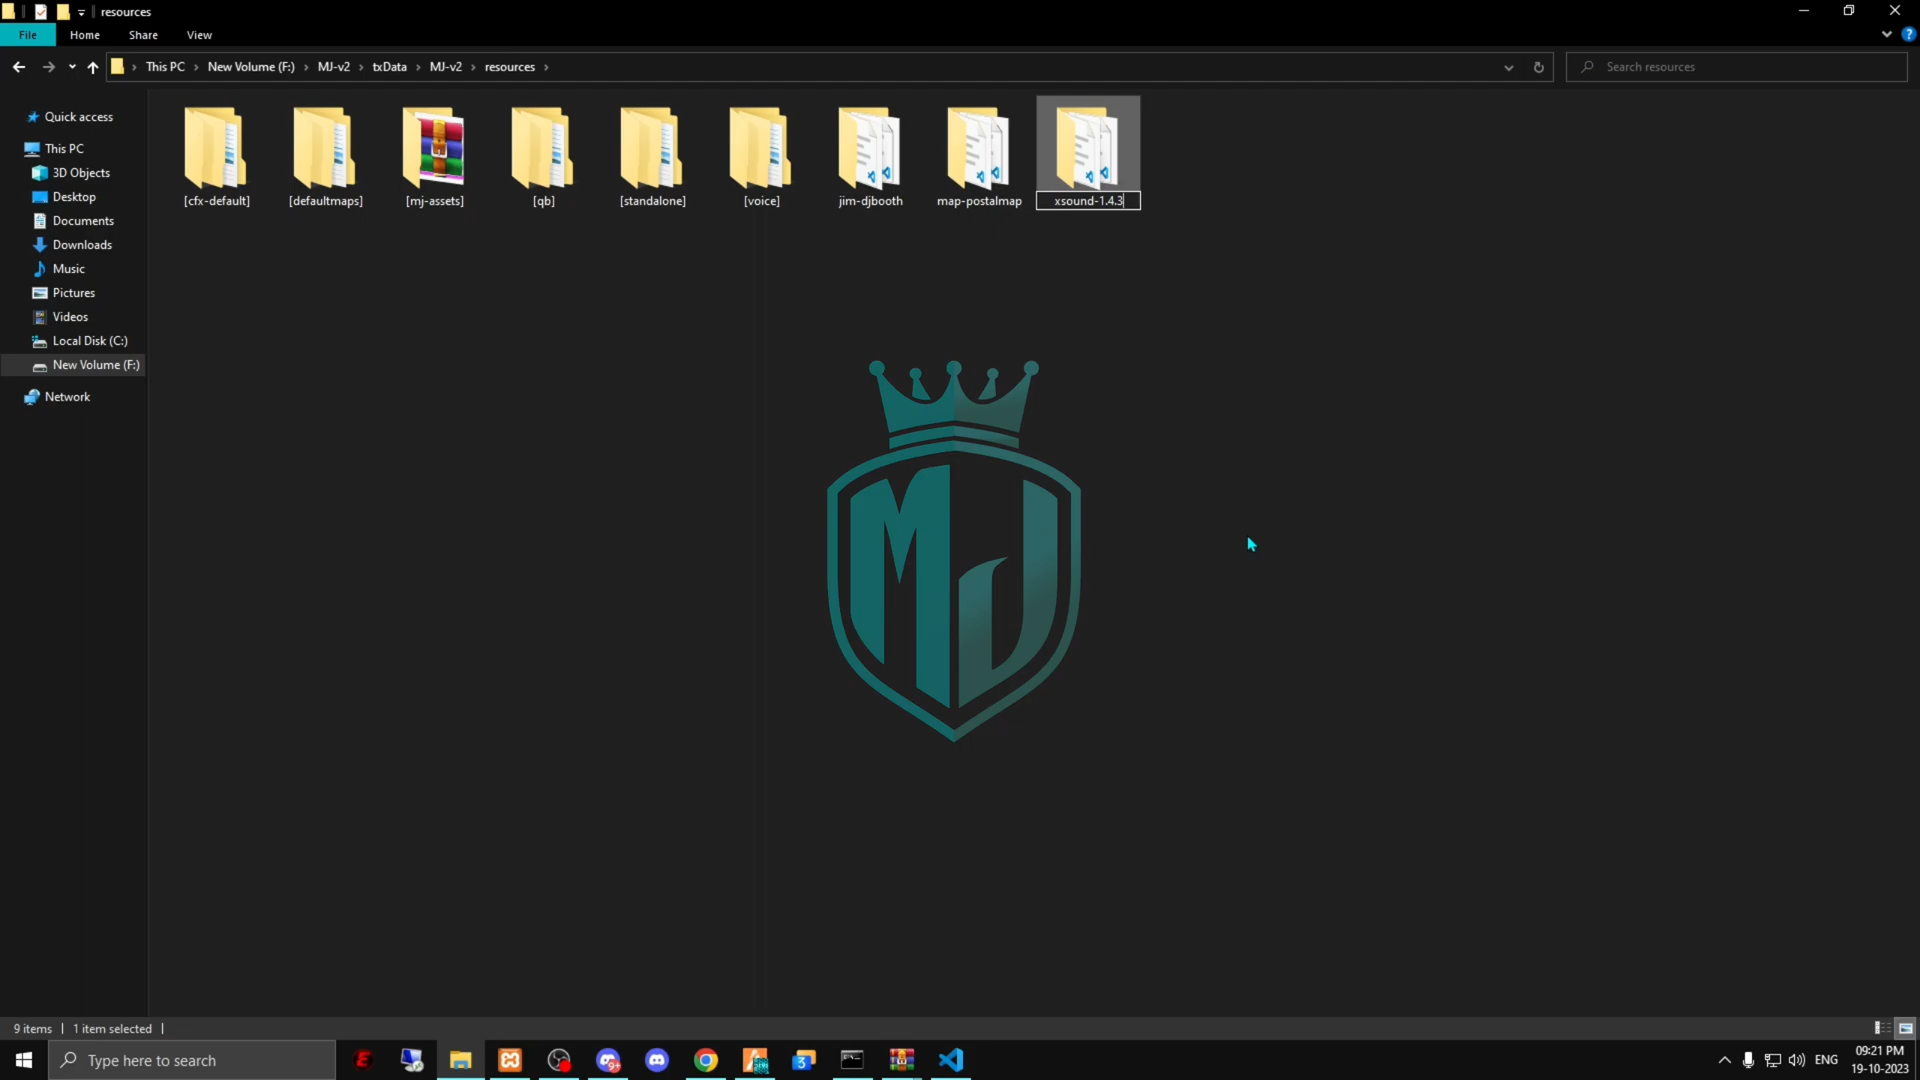 resources
File
Home
Share
View
This PC
New Volume (F:)
MJ-v2
txData
MJ-v2
resources
Search resources
Quick access
This PC
3D Objects
Desktop
Documents
Downloads
Music
Pictures
Videos
Local Disk (C:)
New Volume (F:)
Network
[cfx-default]
[defaultmaps]
[mj-assets]
[qb]
[standalone]
[voice]
jim-djbooth
map-postalmap
xsound-1.4.3
MJ
9 items
1 item selected
Type here to search
9+
3
ENG
09:21 PM
19-10-2023